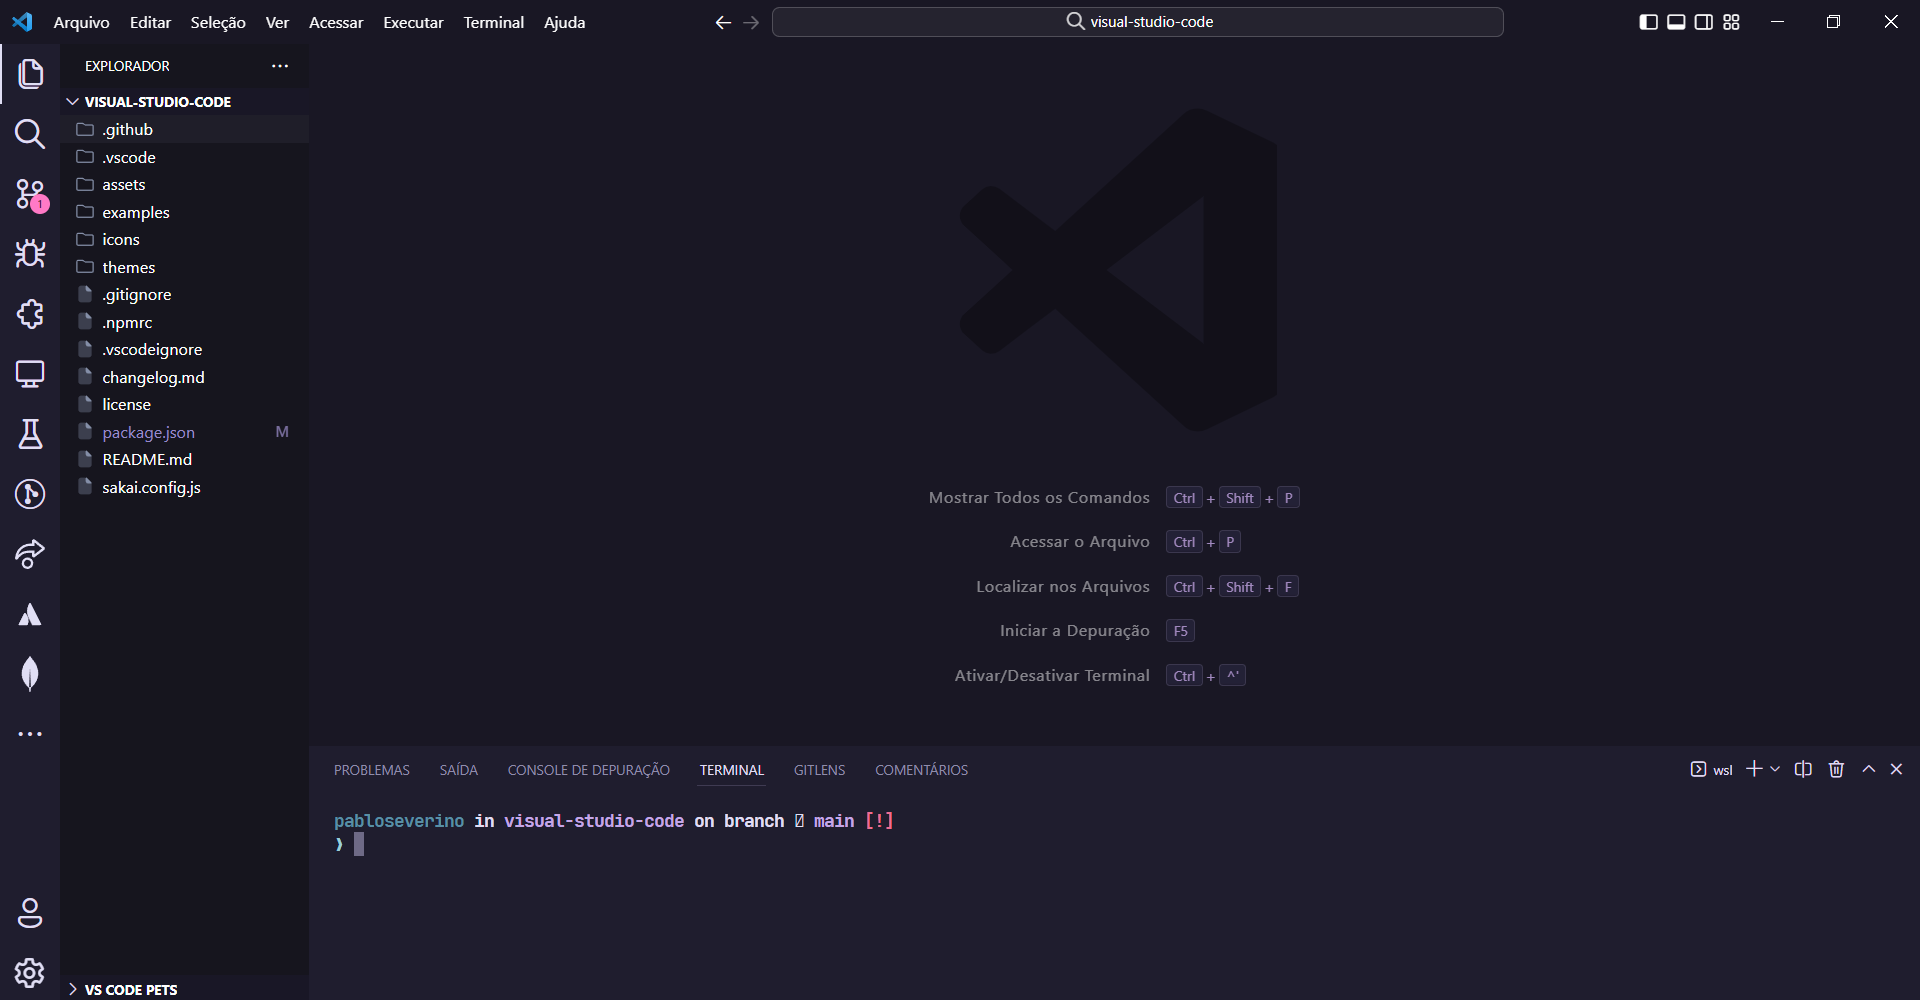 Arquivo Editar Seleção Ver Acessar Executar Terminal Ajuda visual-studio-code
EXPLORADOR
VISUAL-STUDIO-CODE
.github
.vscode
assets
examples
icons
themes
.gitignore
.npmrc
.vscodeignore
changelog.md
license
package.json M
README.md
sakai.config.js
VS CODE PETS
1
Mostrar Todos os Comandos Ctrl + Shift + P
Acessar o Arquivo Ctrl + P
Localizar nos Arquivos Ctrl + Shift + F
Iniciar a Depuração F5
Ativar/Desativar Terminal Ctrl + ^'
PROBLEMAS SAÍDA CONSOLE DE DEPURAÇÃO TERMINAL GITLENS COMENTÁRIOS wsl
pabloseverino in visual-studio-code on branch main [!]
❯